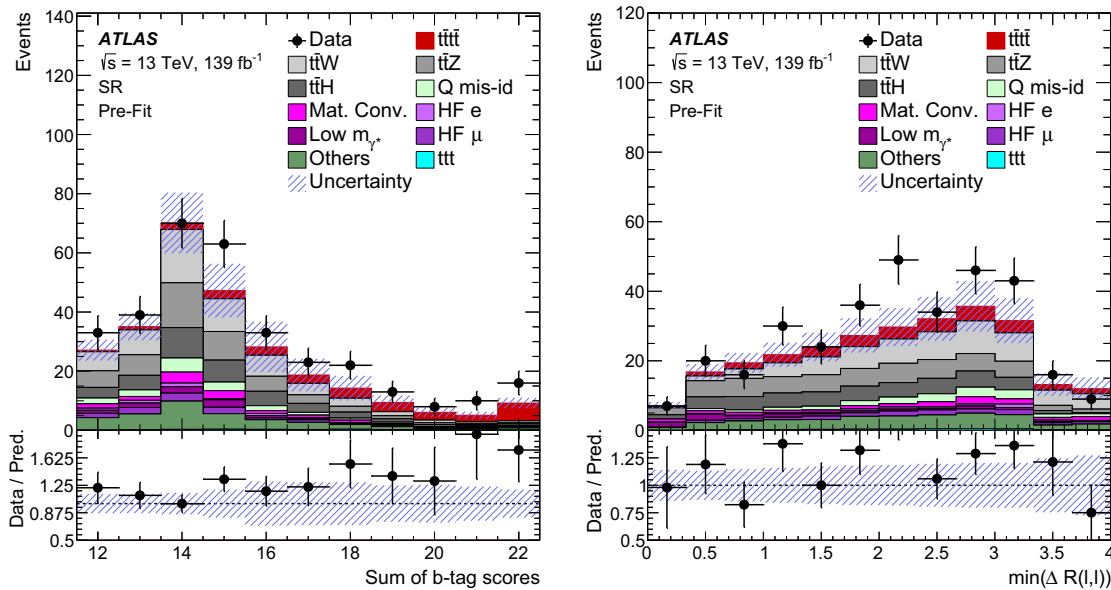 Events
140
120
100
80
60
40
20
0
ATLAS
√s = 13 TeV, 139 fb⁻¹
SR
Pre-Fit
Data
tt̄tt̄
tt̄W
tt̄Z
tt̄H
Q mis-id
Mat. Conv.
HF e
Low m_γ*
HF μ
Others
ttt
Uncertainty
Data / Pred.
1.625
1.25
0.875
0.5
12 14 16 18 20 22
Sum of b-tag scores
Events
120
100
80
60
40
20
0
ATLAS
√s = 13 TeV, 139 fb⁻¹
SR
Pre-Fit
Data
tt̄tt̄
tt̄W
tt̄Z
tt̄H
Q mis-id
Mat. Conv.
HF e
Low m_γ*
HF μ
Others
ttt
Uncertainty
Data / Pred.
1.25
1
0.75
0.5
0 0.5 1 1.5 2 2.5 3 3.5 4
min(Δ R(l,l))